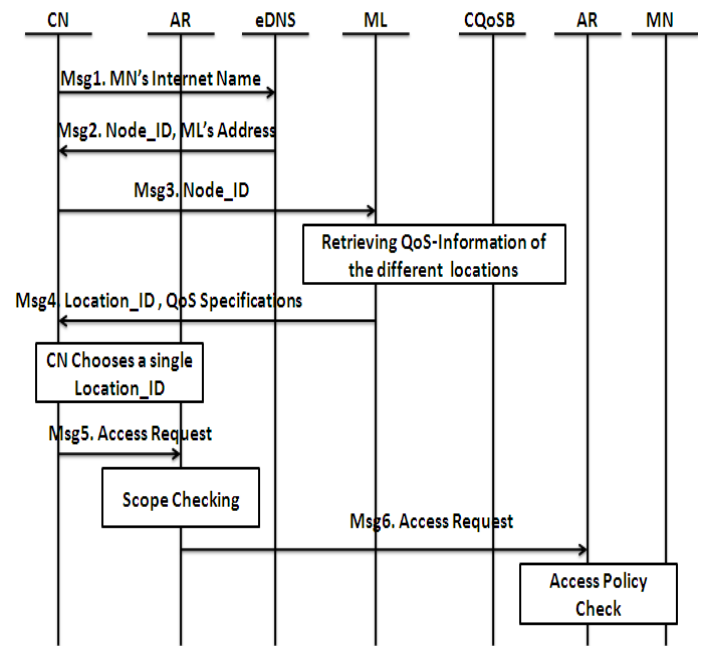 CN AR eDNS ML CQoSB AR MN
Msg1. MN's Internet Name
Msg2. Node_ID, ML's Address
Msg3. Node_ID
Retrieving QoS-Information of
the different locations
Msg4. Location_ID , QoS Specifications
CN Chooses a single
Location_ID
Msg5. Access Request
Scope Checking
Msg6. Access Request
Access Policy
Check